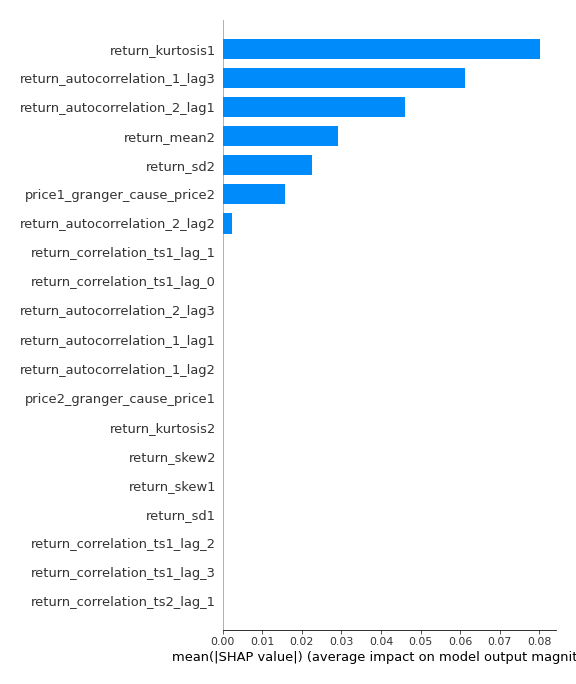 return_kurtosis1
return_autocorrelation_1_lag3
return_autocorrelation_2_lag1
return_mean2
return_sd2
price1_granger_cause_price2
return_autocorrelation_2_lag2
return_correlation_ts1_lag_1
return_correlation_ts1_lag_0
return_autocorrelation_2_lag3
return_autocorrelation_1_lag1
return_autocorrelation_1_lag2
price2_granger_cause_price1
return_kurtosis2
return_skew2
return_skew1
return_sd1
return_correlation_ts1_lag_2
return_correlation_ts1_lag_3
return_correlation_ts2_lag_1
0.00 0.01 0.02 0.03 0.04 0.05 0.06 0.07 0.08
mean(|SHAP value|) (average impact on model output magnit